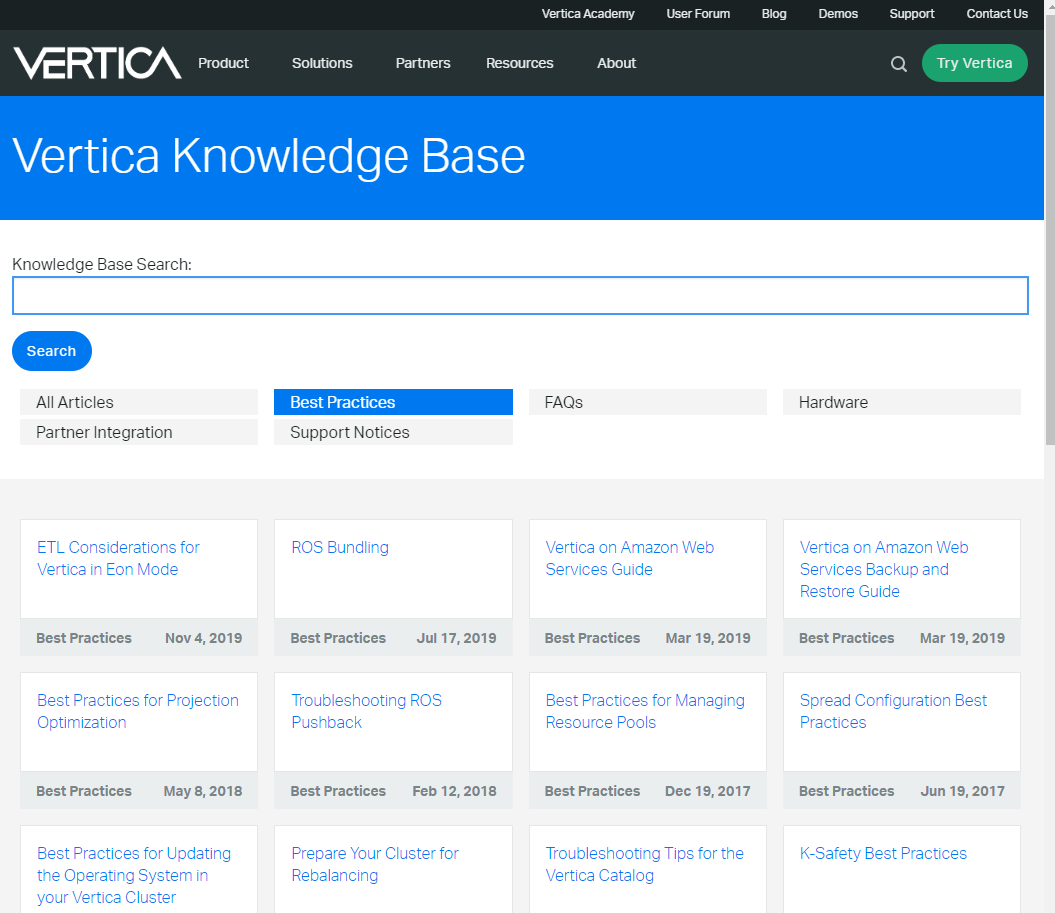 Vertica Academy User Forum Blog Demos Support Contact Us
VERTICA Product Solutions Partners Resources About Try Vertica
Vertica Knowledge Base
Knowledge Base Search:
Search
All Articles Best Practices FAQs Hardware
Partner Integration Support Notices
ETL Considerations for
Vertica in Eon Mode
Best Practices Nov 4, 2019
ROS Bundling
Best Practices Jul 17, 2019
Vertica on Amazon Web
Services Guide
Best Practices Mar 19, 2019
Vertica on Amazon Web
Services Backup and
Restore Guide
Best Practices Mar 19, 2019
Best Practices for Projection
Optimization
Best Practices May 8, 2018
Troubleshooting ROS
Pushback
Best Practices Feb 12, 2018
Best Practices for Managing
Resource Pools
Best Practices Dec 19, 2017
Spread Configuration Best
Practices
Best Practices Jun 19, 2017
Best Practices for Updating
the Operating System in
your Vertica Cluster
Prepare Your Cluster for
Rebalancing
Troubleshooting Tips for the
Vertica Catalog
K-Safety Best Practices